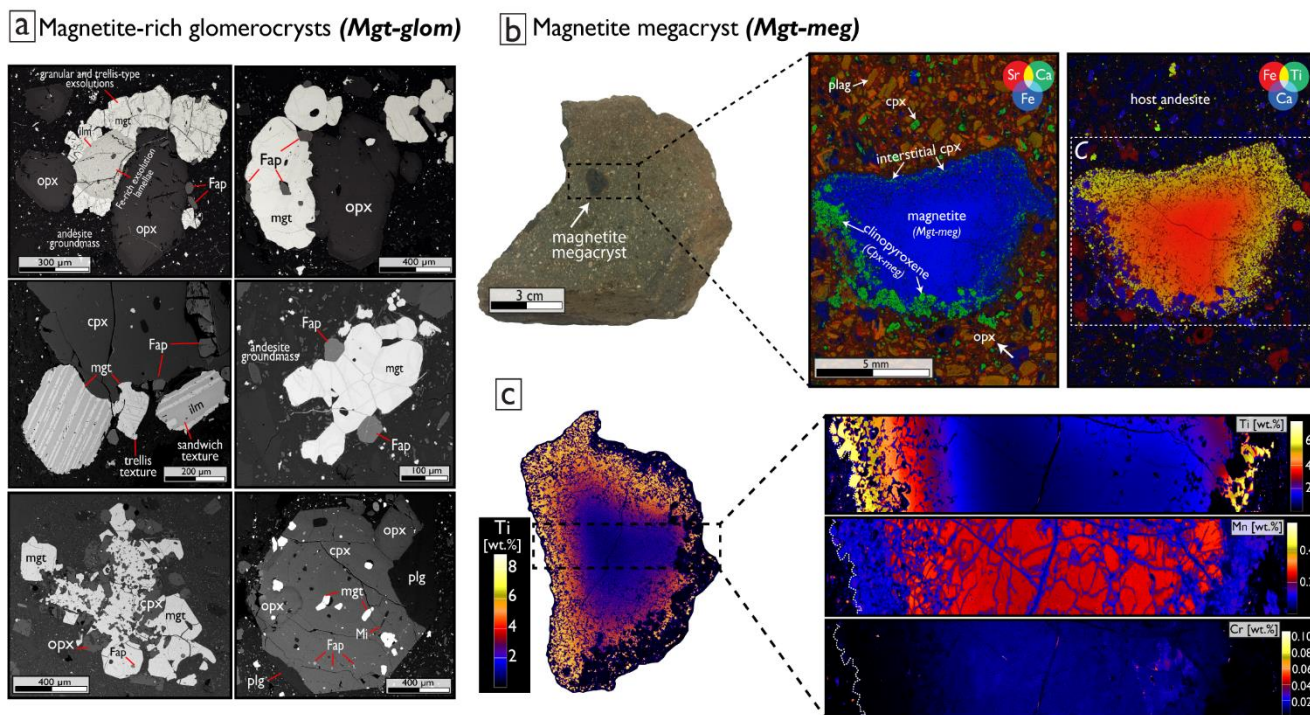 a Magnetite-rich glomerocrysts (Mgt-glom)
granular and trellis-type
exsolutions
mgt
ilm
opx
Fe-rich exsolution
lamellae
Fap
opx
andesite
groundmass
300 µm
Fap
mgt
opx
400 µm
cpx
mgt
Fap
ilm
sandwich
texture
trellis
texture
200 µm
Fap
andesite
groundmass
mgt
Fap
100 µm
mgt
cpx
mgt
opx
Fap
400 µm
opx
cpx
plg
mgt
opx
Mi
Fap
plg
400 µm
b Magnetite megacryst (Mgt-meg)
magnetite
megacryst
3 cm
Sr Ca
Fe
plag
cpx
interstitial cpx
magnetite
(Mgt-meg)
clinopyroxene
(Cpx-meg)
opx
5 mm
Fe Ti
Ca
host andesite
C
c
Ti
[wt.%]
8
6
4
2
Ti [wt.%]
6
4
2
Mn [wt.%]
Cr [wt.%]
0.10
0.08
0.06
0.04
0.02